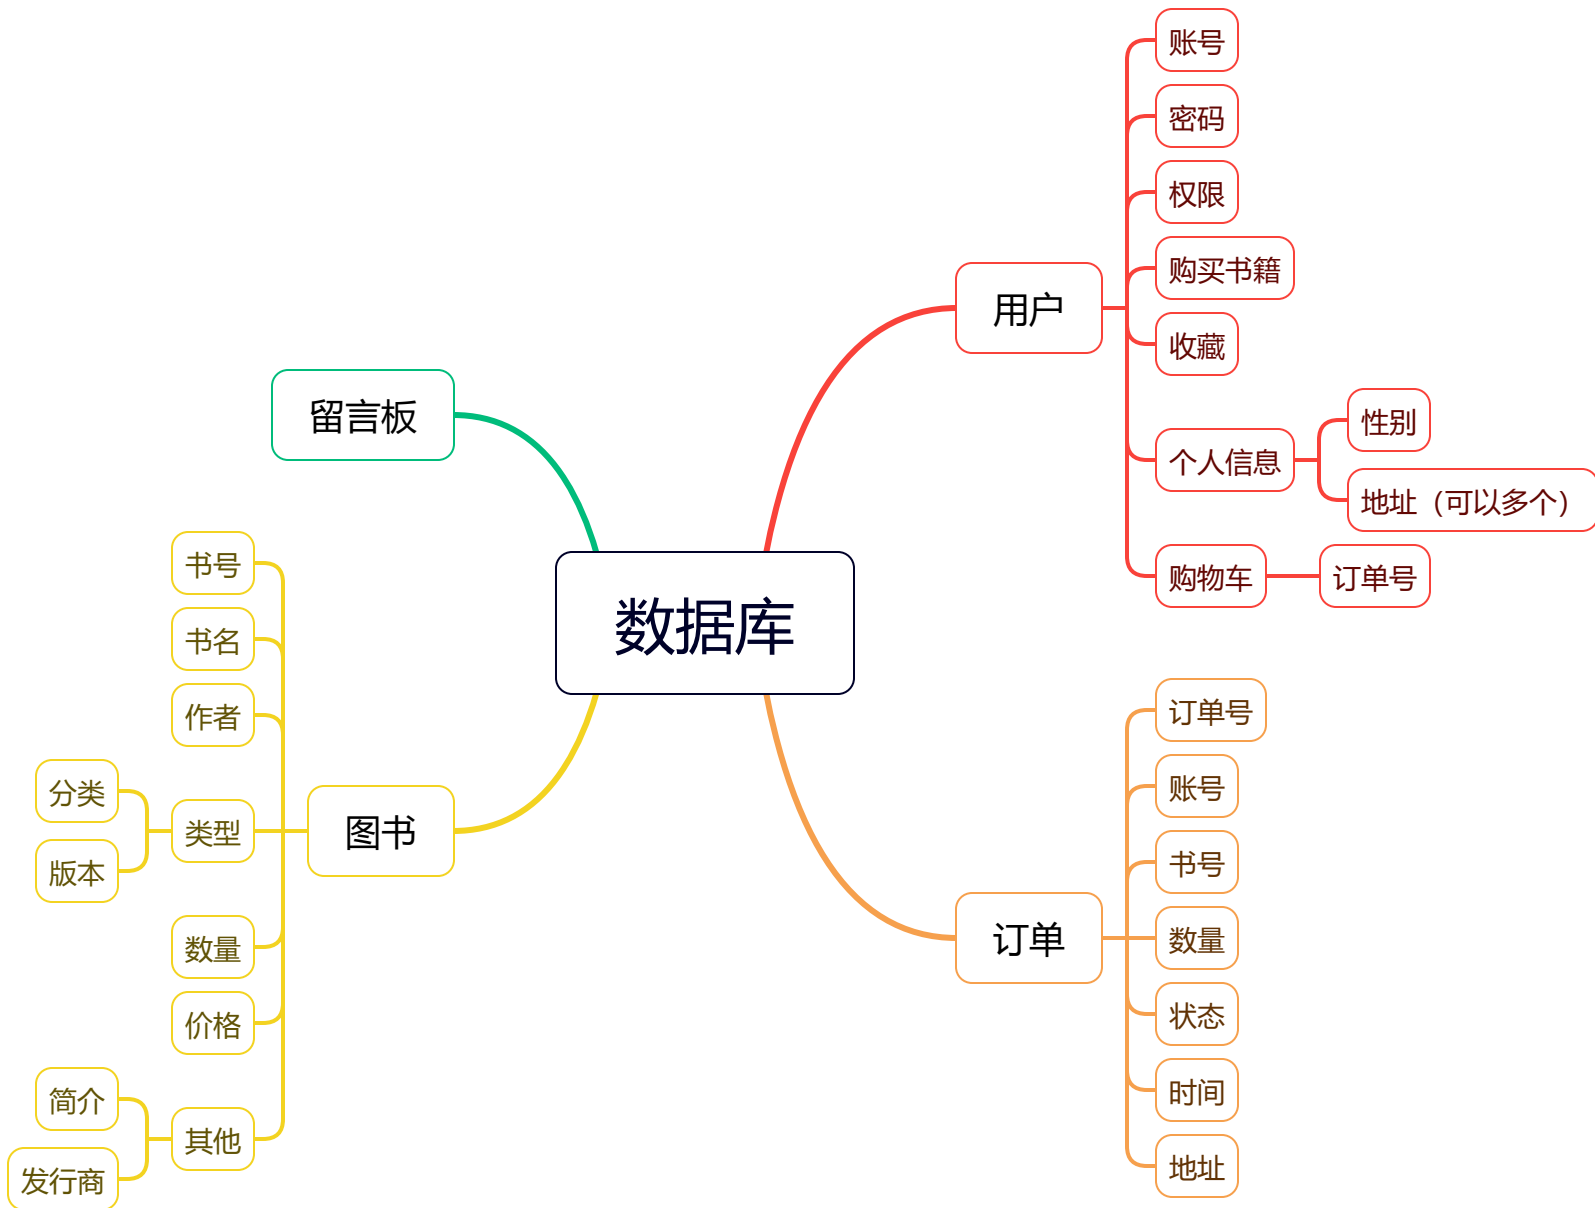 数据库
用户
账号
密码
权限
购买书籍
收藏
个人信息
性别
地址（可以多个）
购物车
订单号
订单
订单号
账号
书号
数量
状态
时间
地址
留言板
图书
书号
书名
作者
类型
分类
版本
数量
价格
其他
简介
发行商